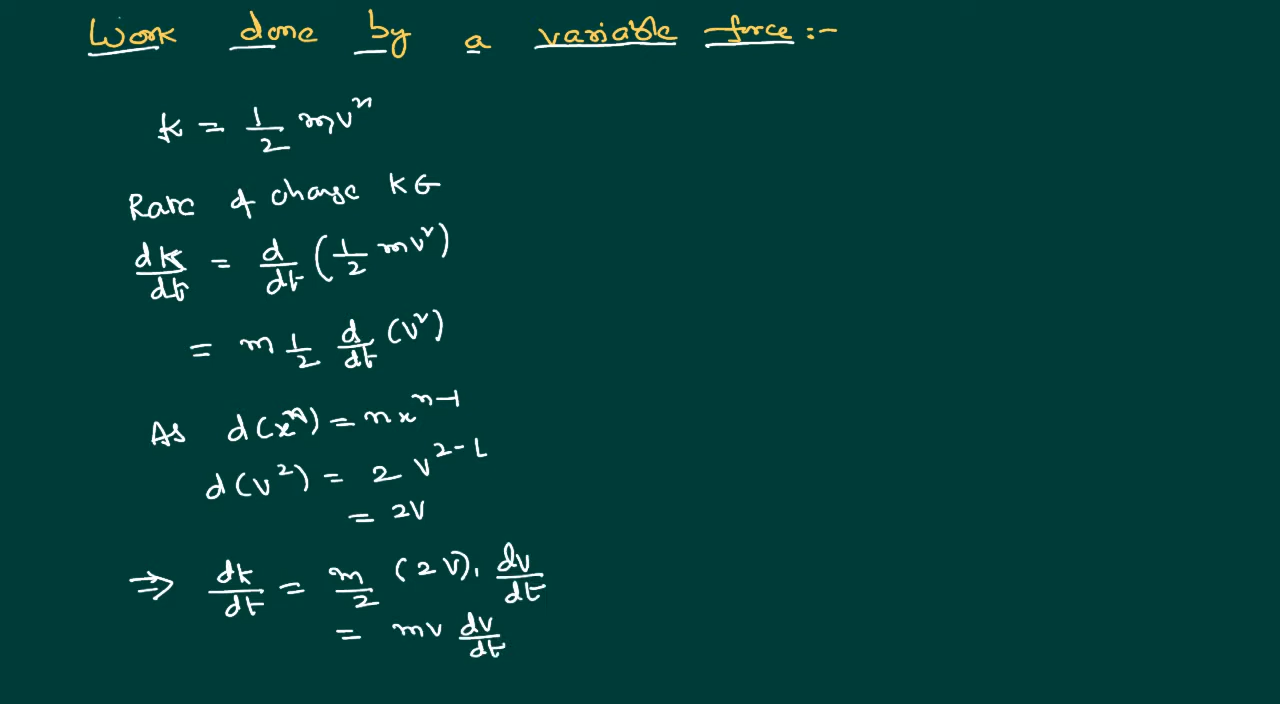 Work done by a variable force :-
K = 1/2 mv²
Rate of change KE
dK/dt = d/dt (1/2 mv²)
= m 1/2 d/dt (v²)
As d(xⁿ) = nxⁿ⁻¹
d(v²) = 2 v²⁻¹
= 2v
⇒ dk/dt = m/2 (2v). dv/dt
= mv dv/dt